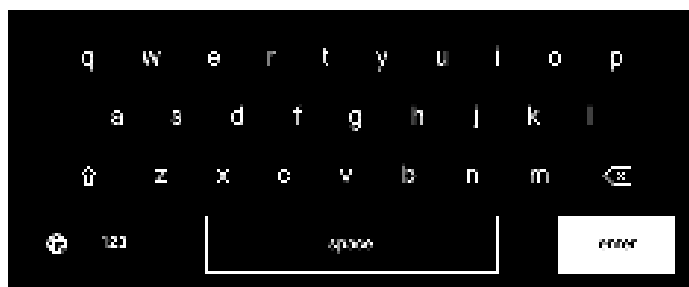 q w e r t y u i o p
a s d f g h j k l
z x c v b n m
123 space enter